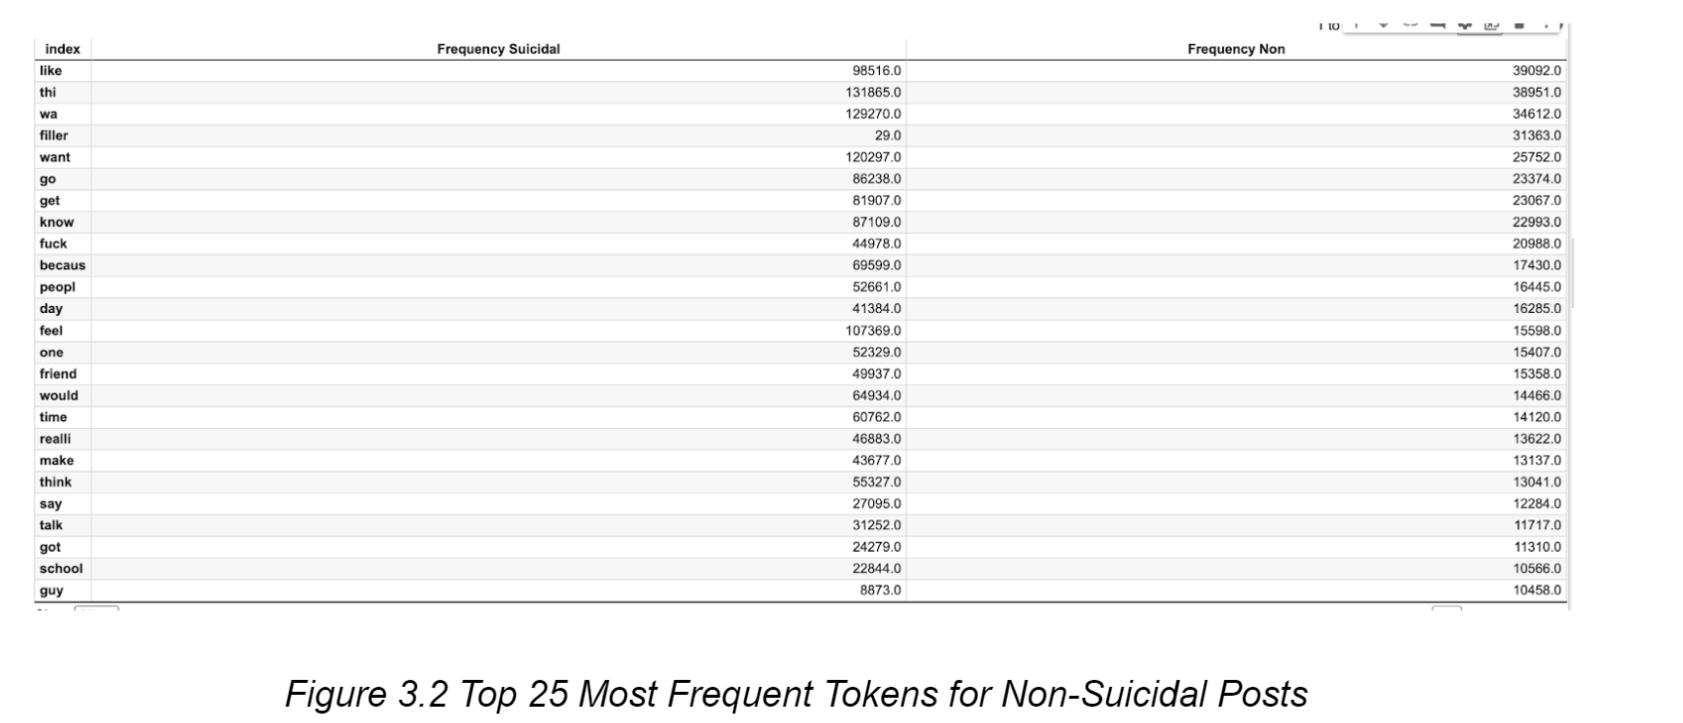 1 to
index Frequency Suicidal Frequency Non
like 98516.0 39092.0
thi 131865.0 38951.0
wa 129270.0 34612.0
filler 29.0 31363.0
want 120297.0 25752.0
go 86238.0 23374.0
get 81907.0 23067.0
know 87109.0 22993.0
fuck 44978.0 20988.0
becaus 69599.0 17430.0
peopl 52661.0 16445.0
day 41384.0 16285.0
feel 107369.0 15598.0
one 52329.0 15407.0
friend 49937.0 15358.0
would 64934.0 14466.0
time 60762.0 14120.0
realli 46883.0 13622.0
make 43677.0 13137.0
think 55327.0 13041.0
say 27095.0 12284.0
talk 31252.0 11717.0
got 24279.0 11310.0
school 22844.0 10566.0
guy 8873.0 10458.0
Figure 3.2 Top 25 Most Frequent Tokens for Non-Suicidal Posts